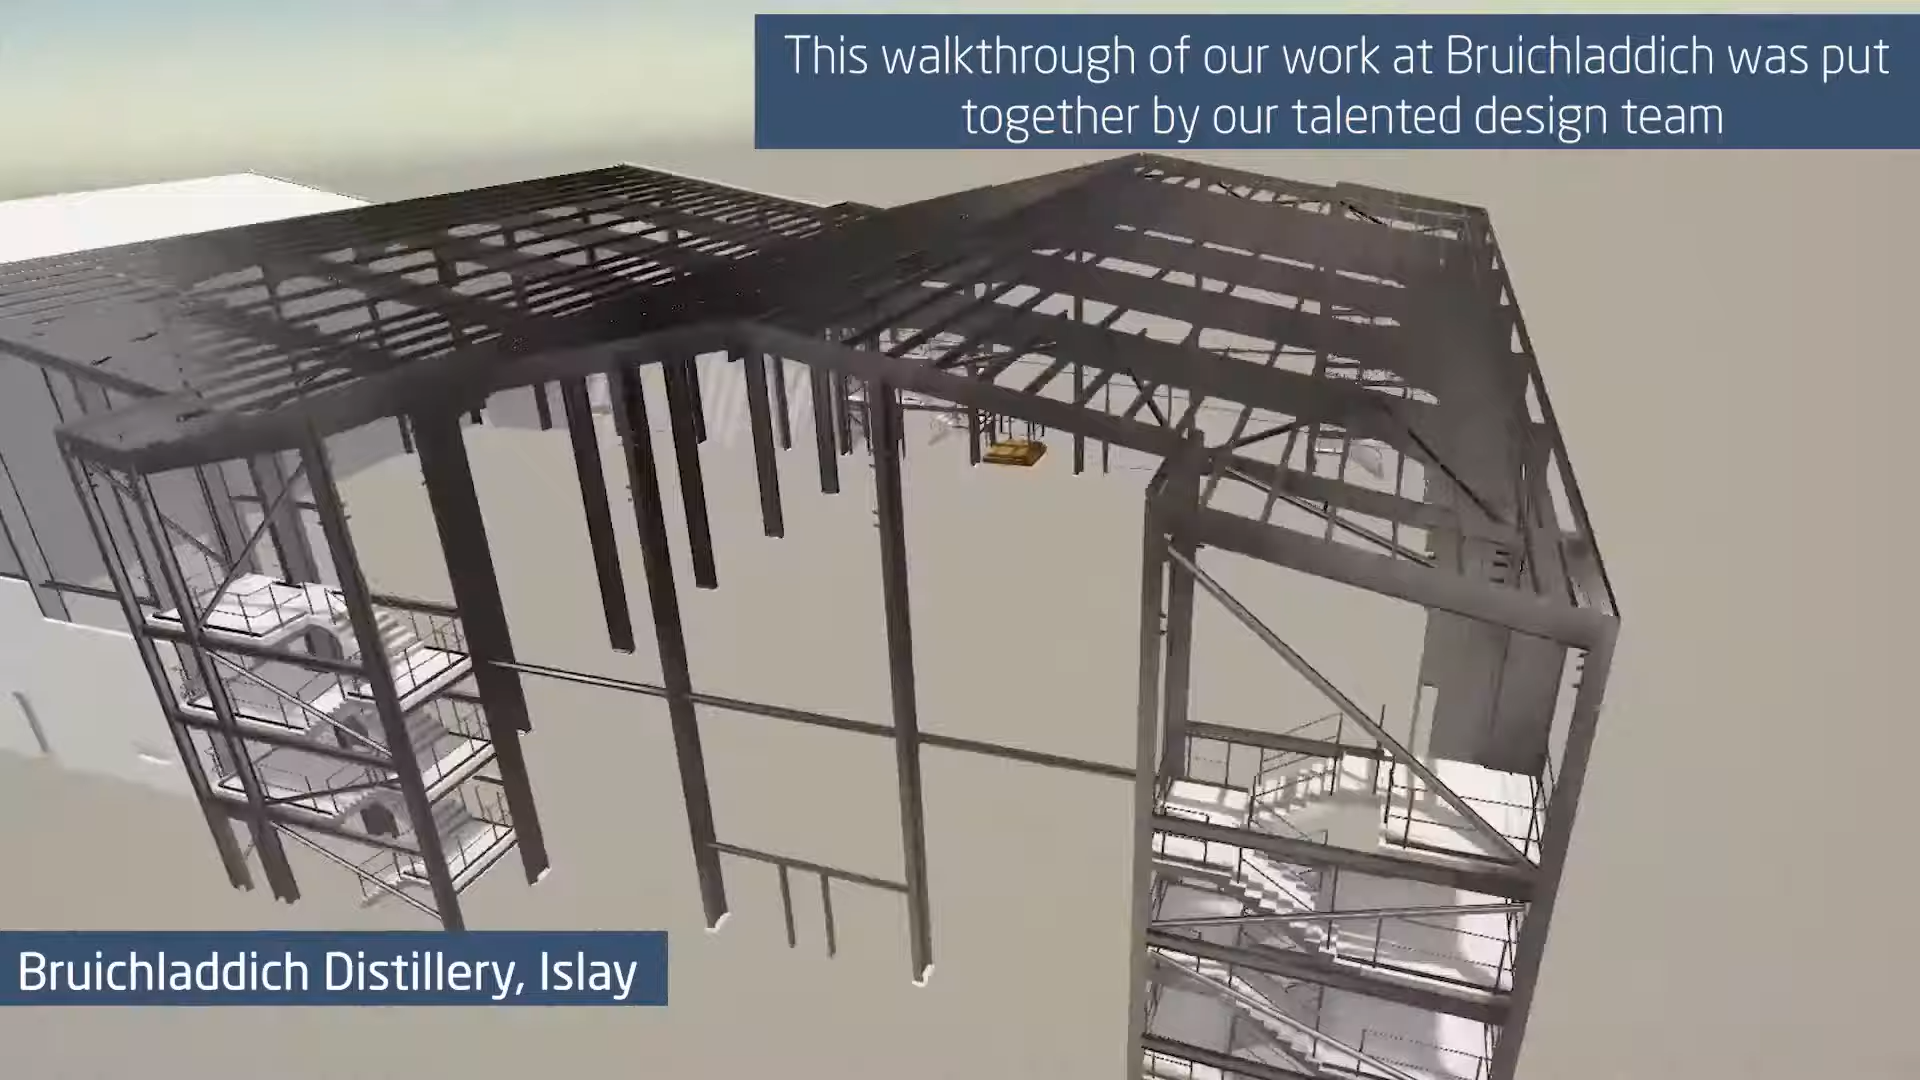 This walkthrough of our work at Bruichladdich was put
together by our talented design team
Bruichladdich Distillery, Islay